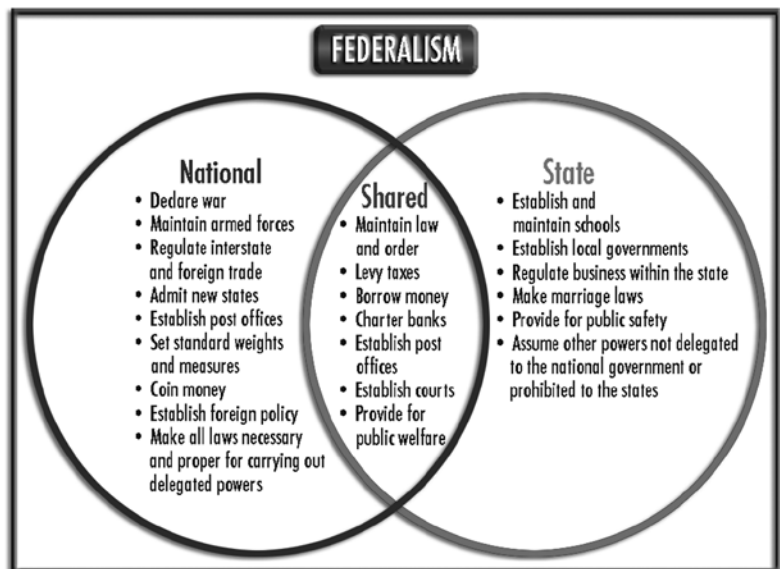 FEDERALISM
National
• Declare war
• Maintain armed forces
• Regulate interstate
and foreign trade
• Admit new states
• Establish post offices
• Set standard weights
and measures
• Coin money
• Establish foreign policy
• Make all laws necessary
and proper for carrying out
delegated powers
Shared
• Maintain law
and order
• Levy taxes
• Borrow money
• Charter banks
• Establish post
offices
• Establish courts
• Provide for
public welfare
State
• Establish and
maintain schools
• Establish local governments
• Regulate business within the state
• Make marriage laws
• Provide for public safety
• Assume other powers not delegated
to the national government or
prohibited to the states